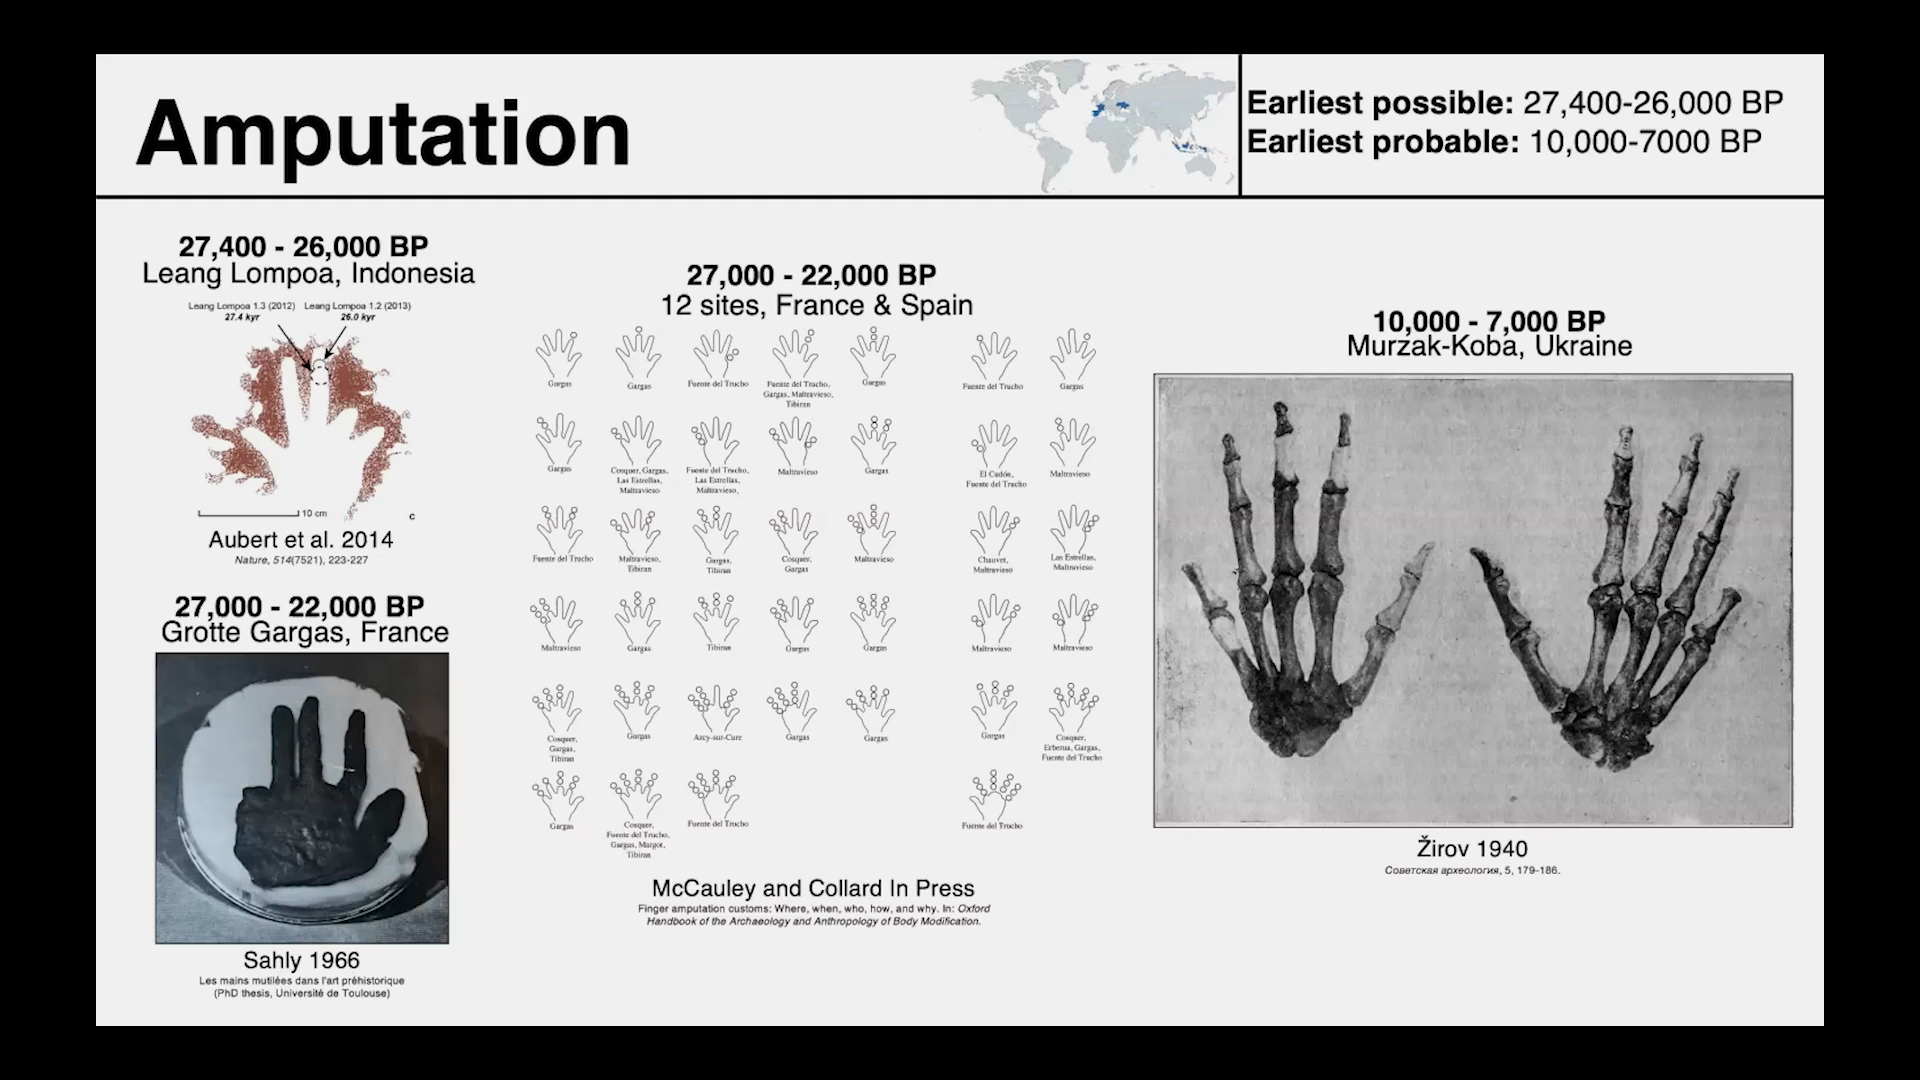 Amputation
Earliest possible: 27,400-26,000 BP
Earliest probable: 10,000-7000 BP
27,400 - 26,000 BP
Leang Lompoa, Indonesia
Leang Lompoa 1.3 (2012) Leang Lompoa 1.2 (2013)
27.4 kyr 26.0 kyr
10 cm
c
Aubert et al. 2014
Nature, 514(7521), 223-227
27,000 - 22,000 BP
Grotte Gargas, France
Sahly 1966
Les mains mutilées dans l'art préhistorique
(PhD thesis, Université de Toulouse)
27,000 - 22,000 BP
12 sites, France & Spain
Gargas
Gargas
Fuente del Trucho
Fuente del Trucho,
Gargas, Maltravieso,
Tibiran
Gargas
Fuente del Trucho
Gargas
Gargas
Cosquer, Gargas,
Las Estrellas,
Maltravieso
Fuente del Trucho,
Las Estrellas,
Maltravieso,
Maltravieso
Gargas
El Cudón,
Fuente del Trucho
Maltravieso
Fuente del Trucho
Maltravieso,
Tibiran
Gargas,
Tibiran
Cosquer,
Gargas
Maltravieso
Chauvet,
Maltravieso
Las Estrellas,
Maltravieso
Maltravieso
Gargas
Tibiran
Gargas
Gargas
Maltravieso
Maltravieso
Cosquer,
Gargas,
Tibiran
Gargas
Arcy-sur-Cure
Gargas
Gargas
Gargas
Cosquer,
Erberua, Gargas,
Fuente del Trucho
Gargas
Cosquer,
Fuente del Trucho,
Gargas, Margot,
Tibiran
Fuente del Trucho
Fuente del Trucho
McCauley and Collard In Press
Finger amputation customs: Where, when, who, how, and why. In: Oxford
Handbook of the Archaeology and Anthropology of Body Modification.
10,000 - 7,000 BP
Murzak-Koba, Ukraine
Žirov 1940
Советская археология, 5, 179-186.